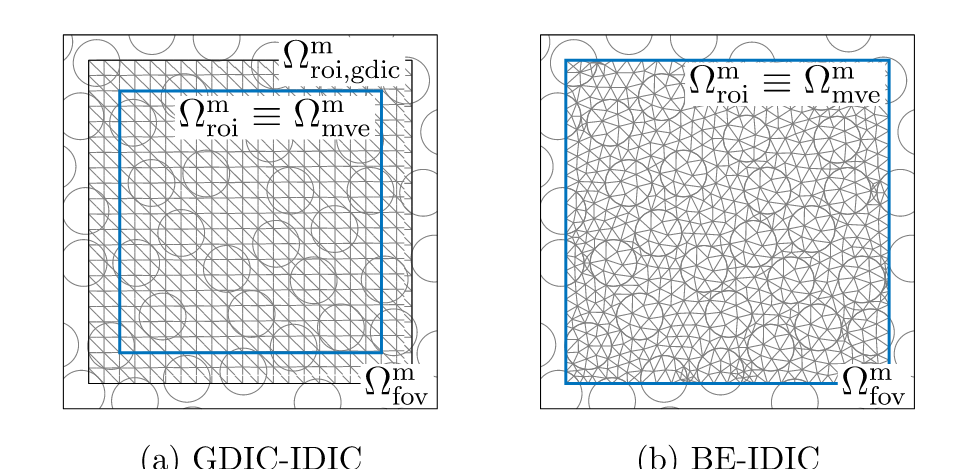 Ω^m_roi,gdic
Ω^m_roi ≡ Ω^m_mve
Ω^m_fov
(a) GDIC-IDIC
Ω^m_roi ≡ Ω^m_mve
Ω^m_fov
(b) BE-IDIC